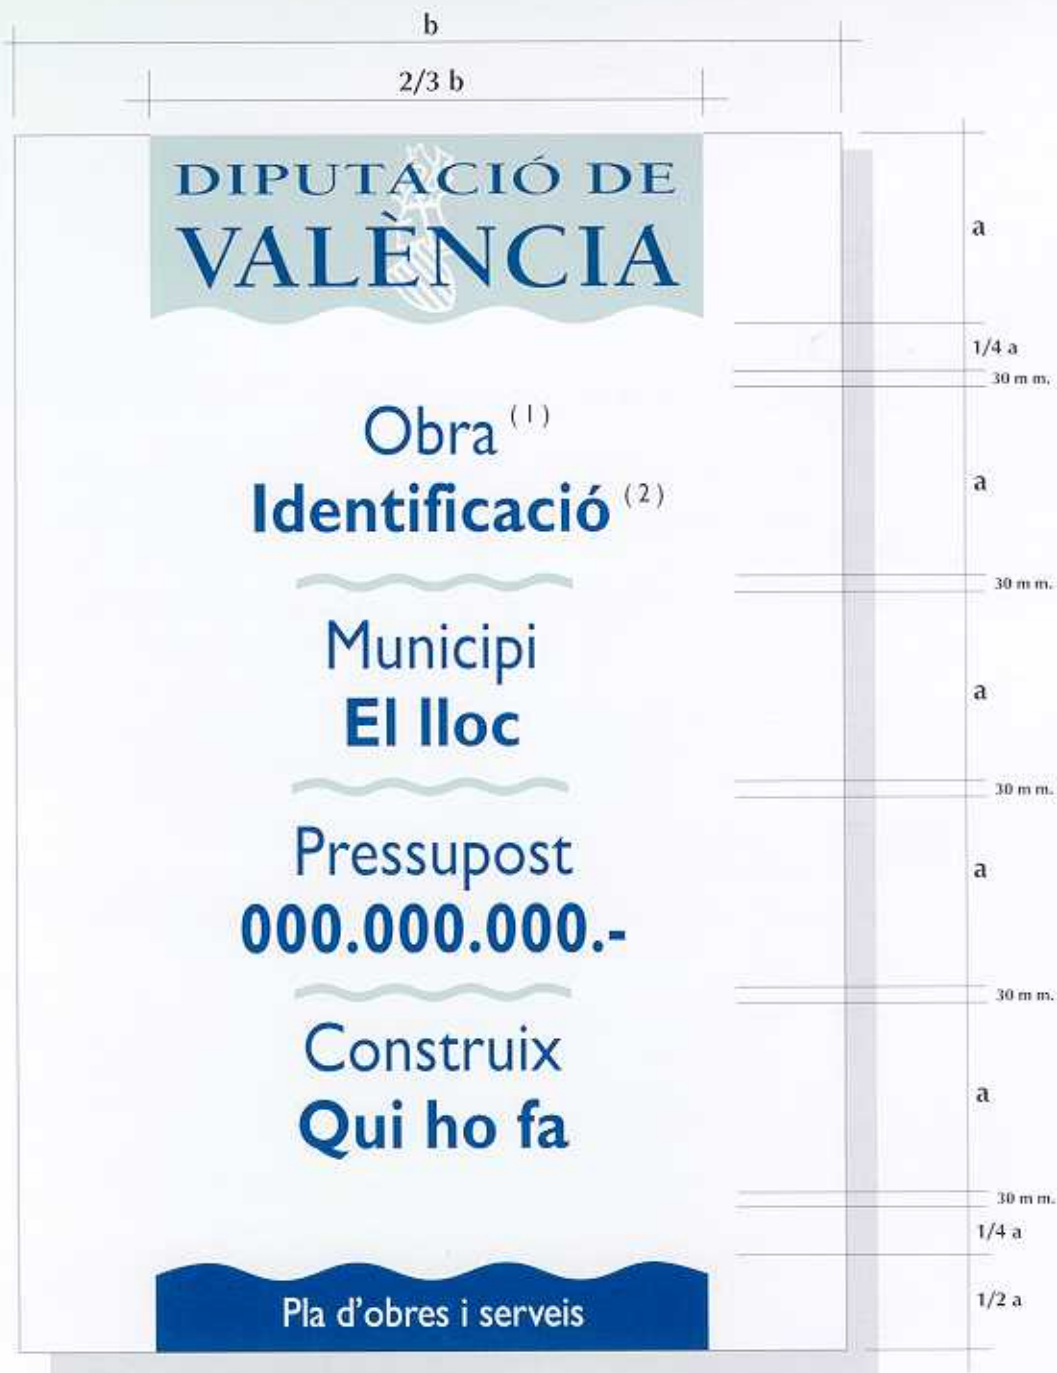 b
2/3 b
DIPUTACIÓ DE
VALÈNCIA
a
1/4 a
30 m m.
Obra (1)
Identificació (2)
a
30 m m.
Municipi
El lloc
a
30 m m.
Pressupost
000.000.000.-
a
30 m m.
Construix
Qui ho fa
a
30 m m.
1/4 a
Pla d'obres i serveis
1/2 a